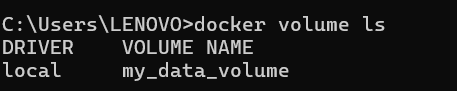 C:\Users\LENOVO>docker volume ls
DRIVER    VOLUME NAME
local     my_data_volume